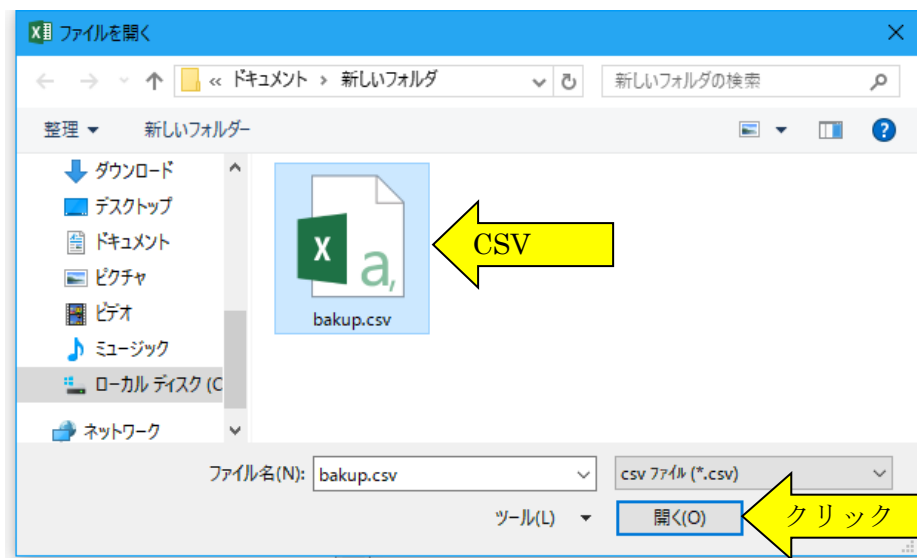 ファイルを開く
« ドキュメント › 新しいフォルダ
新しいフォルダの検索
整理
新しいフォルダー
ダウンロード
デスクトップ
ドキュメント
ピクチャ
ビデオ
ミュージック
ローカル ディスク (C
ネットワーク
bakup.csv
CSV
ファイル名(N):
bakup.csv
csv ファイル (*.csv)
ツール(L)
開く(O)
クリック